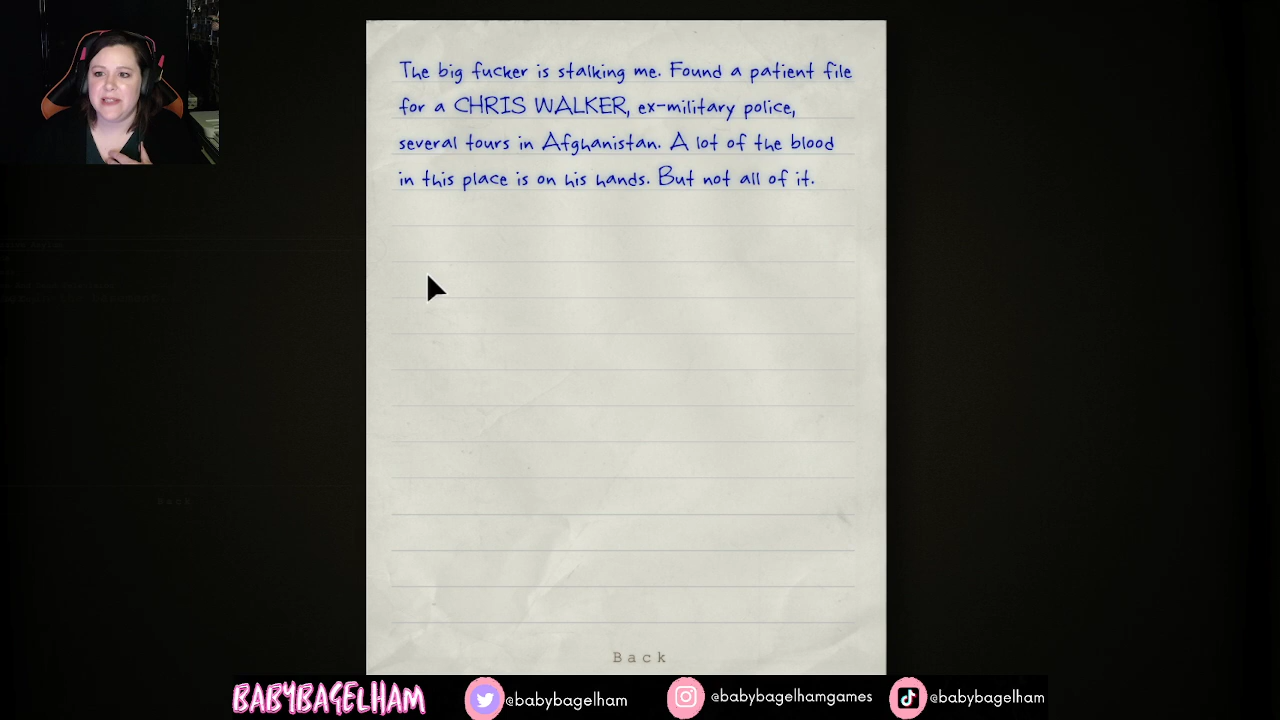 The big fucker is stalking me. Found a patient file
for a CHRIS WALKER, ex-military police,
several tours in Afghanistan. A lot of the blood
in this place is on his hands. But not all of it.
Back
BABYBAGELHAM
@babybagelham
@babybagelhamgames
@babybagelham